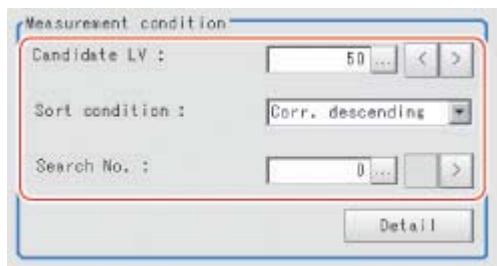 Measurement condition
Candidate LV : 50 ... < >
Sort condition : Corr. descending
Search No. : 0 ... >
Detail